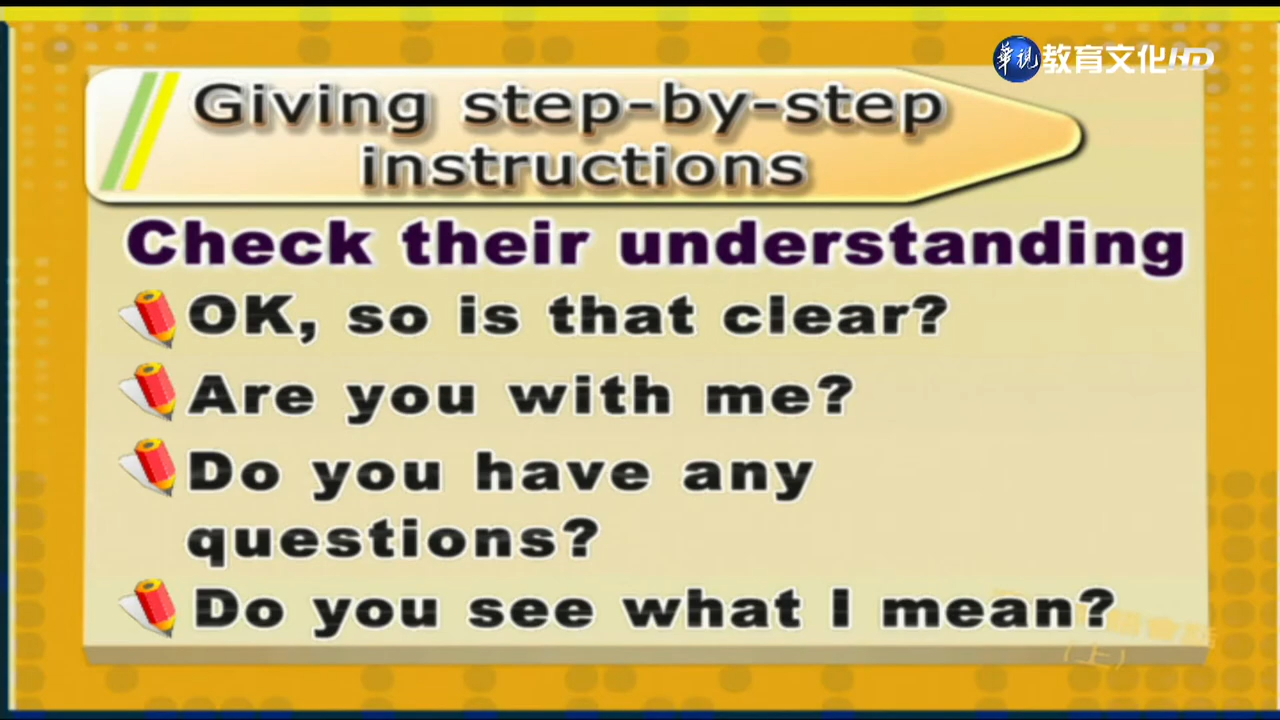 華視 教育文化HD
Giving step-by-step
instructions
Check their understanding
OK, so is that clear?
Are you with me?
Do you have any
questions?
Do you see what I mean?
(上)